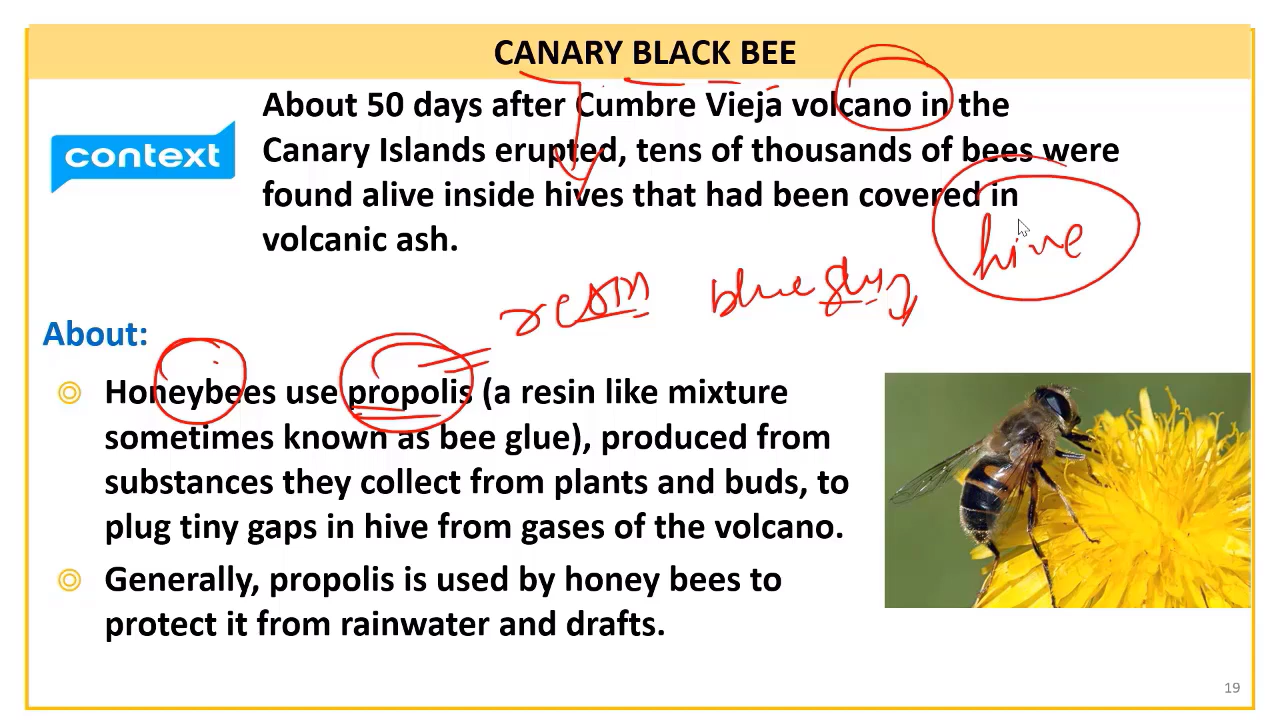 CANARY BLACK BEE
context
About 50 days after Cumbre Vieja volcano in the
Canary Islands erupted, tens of thousands of bees were
found alive inside hives that had been covered in
volcanic ash.
hive
resin
About:
Honeybees use propolis (a resin like mixture
sometimes known as bee glue), produced from
substances they collect from plants and buds, to
plug tiny gaps in hive from gases of the volcano.
Generally, propolis is used by honey bees to
protect it from rainwater and drafts.
19